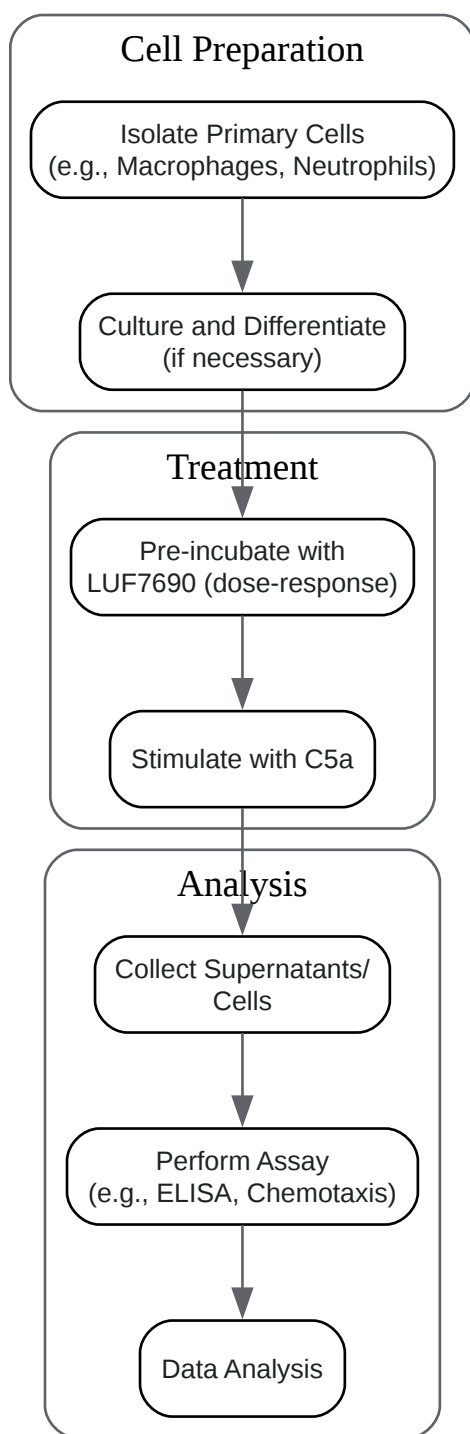 Cell Preparation
Isolate Primary Cells
(e.g., Macrophages, Neutrophils)
Culture and Differentiate
(if necessary)
Treatment
Pre-incubate with
LUF7690 (dose-response)
Stimulate with C5a
Analysis
Collect Supernatants/
Cells
Perform Assay
(e.g., ELISA, Chemotaxis)
Data Analysis